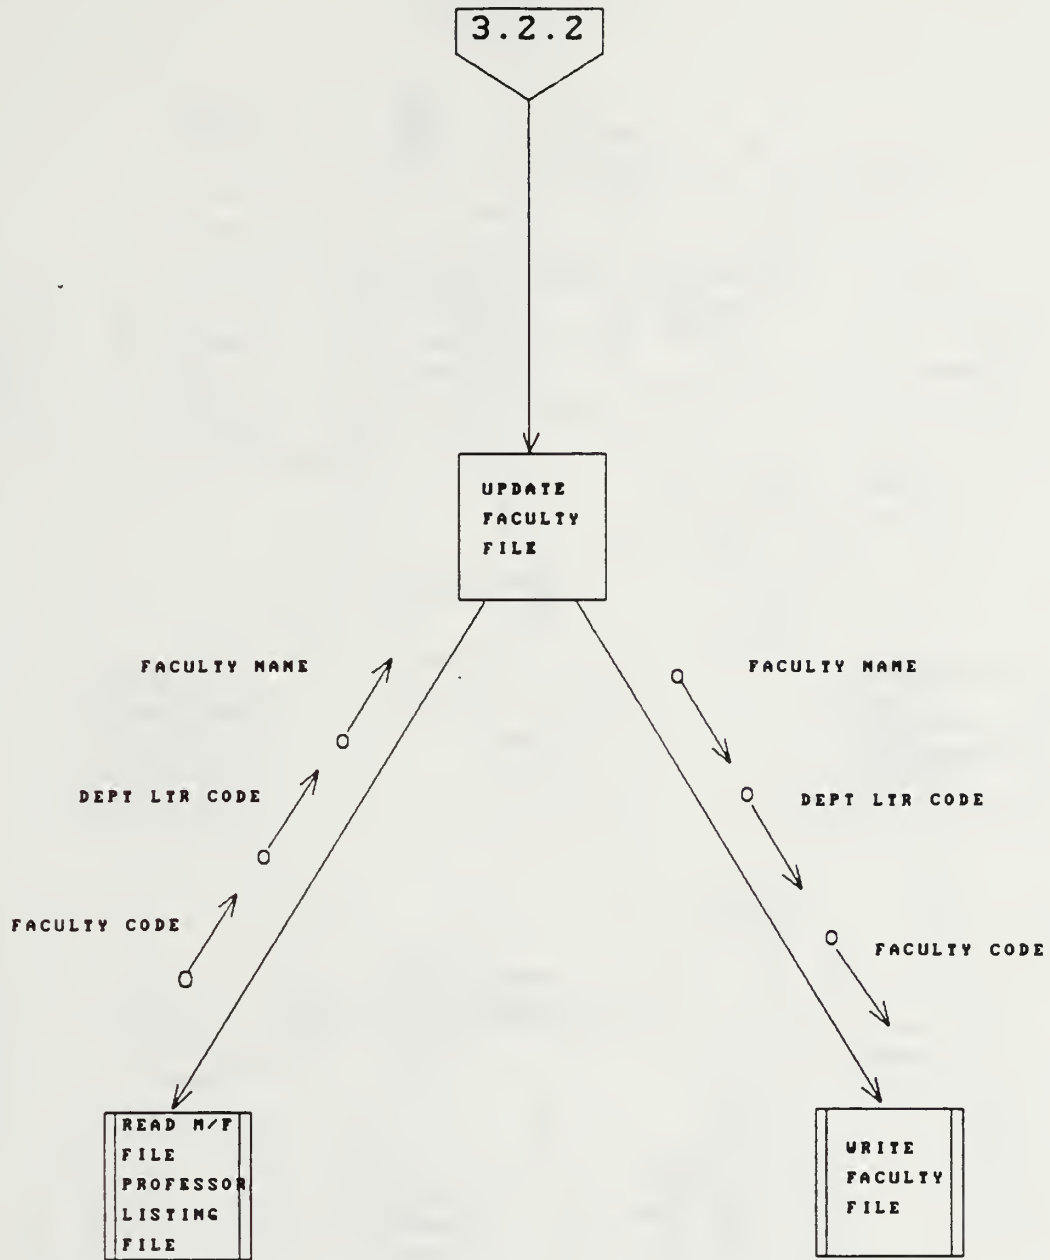 3.2.2
UPDATE
FACULTY
FILE
FACULTY NAME
FACULTY NAME
DEPT LTR CODE
DEPT LTR CODE
FACULTY CODE
FACULTY CODE
READ M/F
FILE
PROFESSOR
LISTING
FILE
WRITE
FACULTY
FILE